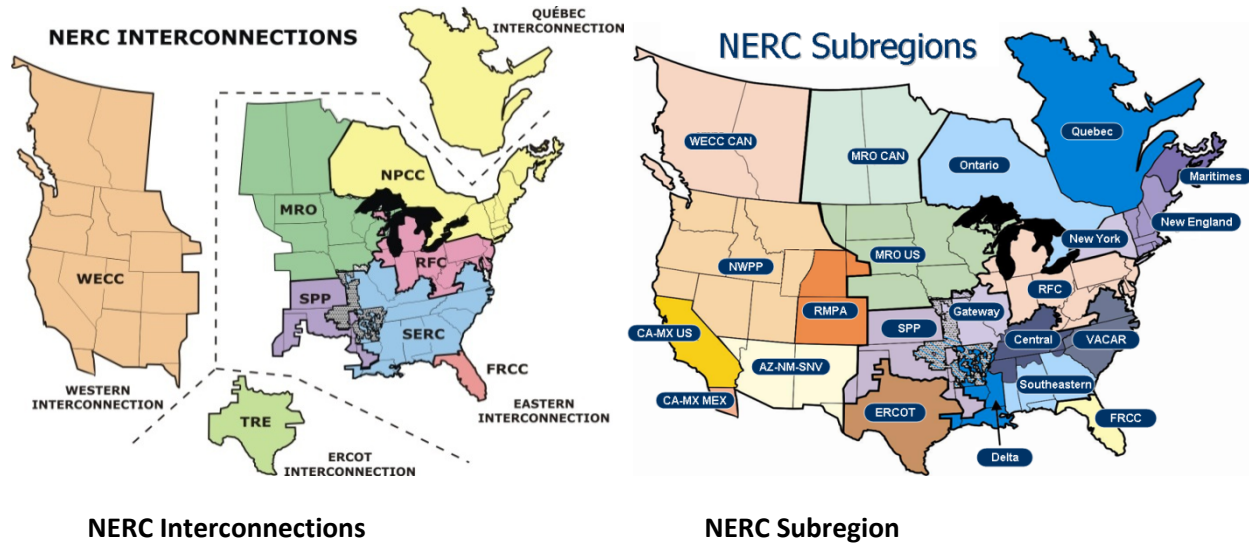 QUÉBEC
INTERCONNECTION
NERC INTERCONNECTIONS
NPCC
MRO
RFC
WECC
SPP
SERC
FRCC
WESTERN
INTERCONNECTION
EASTERN
INTERCONNECTION
TRE
ERCOT
INTERCONNECTION
NERC Subregions
WECC CAN
MRO CAN
Quebec
Ontario
Maritimes
New England
New York
NWPP
MRO US
RFC
RMPA
Gateway
SPP
CA-MX US
Central
VACAR
AZ-NM-SNV
Southeastern
CA-MX MEX
ERCOT
FRCC
Delta
NERC Interconnections
NERC Subregion